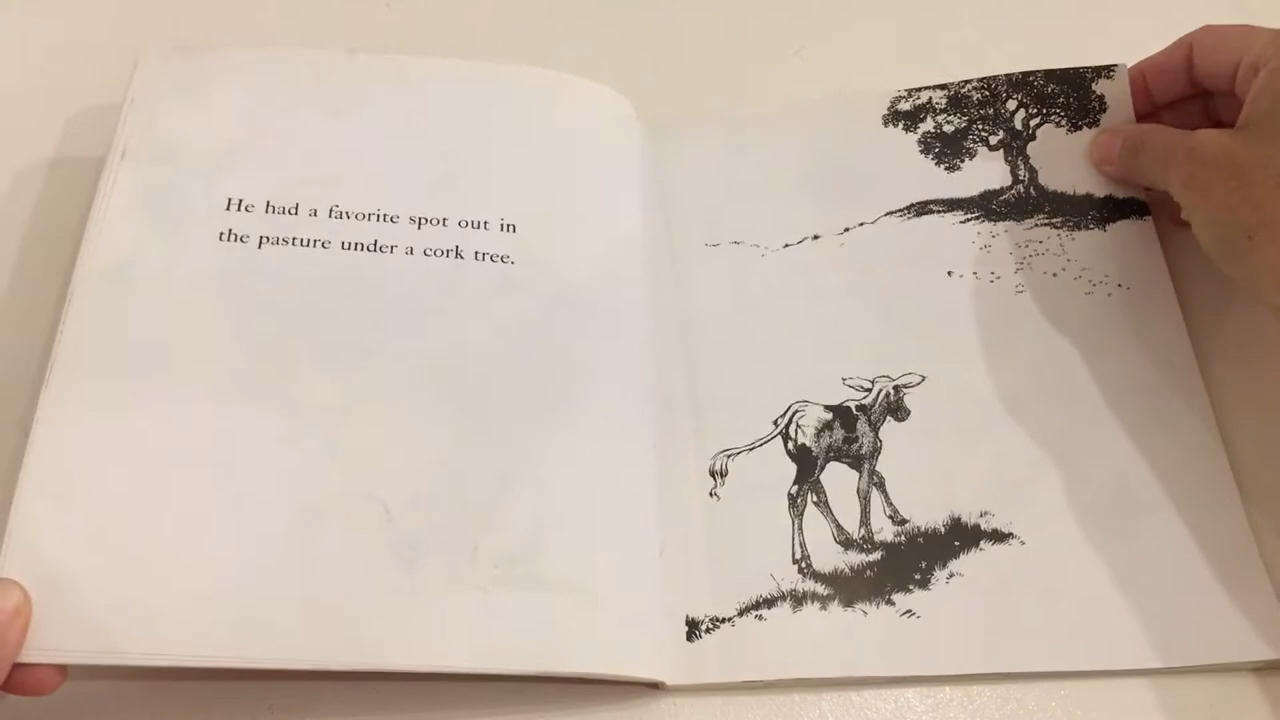 He had a favorite spot out in
the pasture under a cork tree.